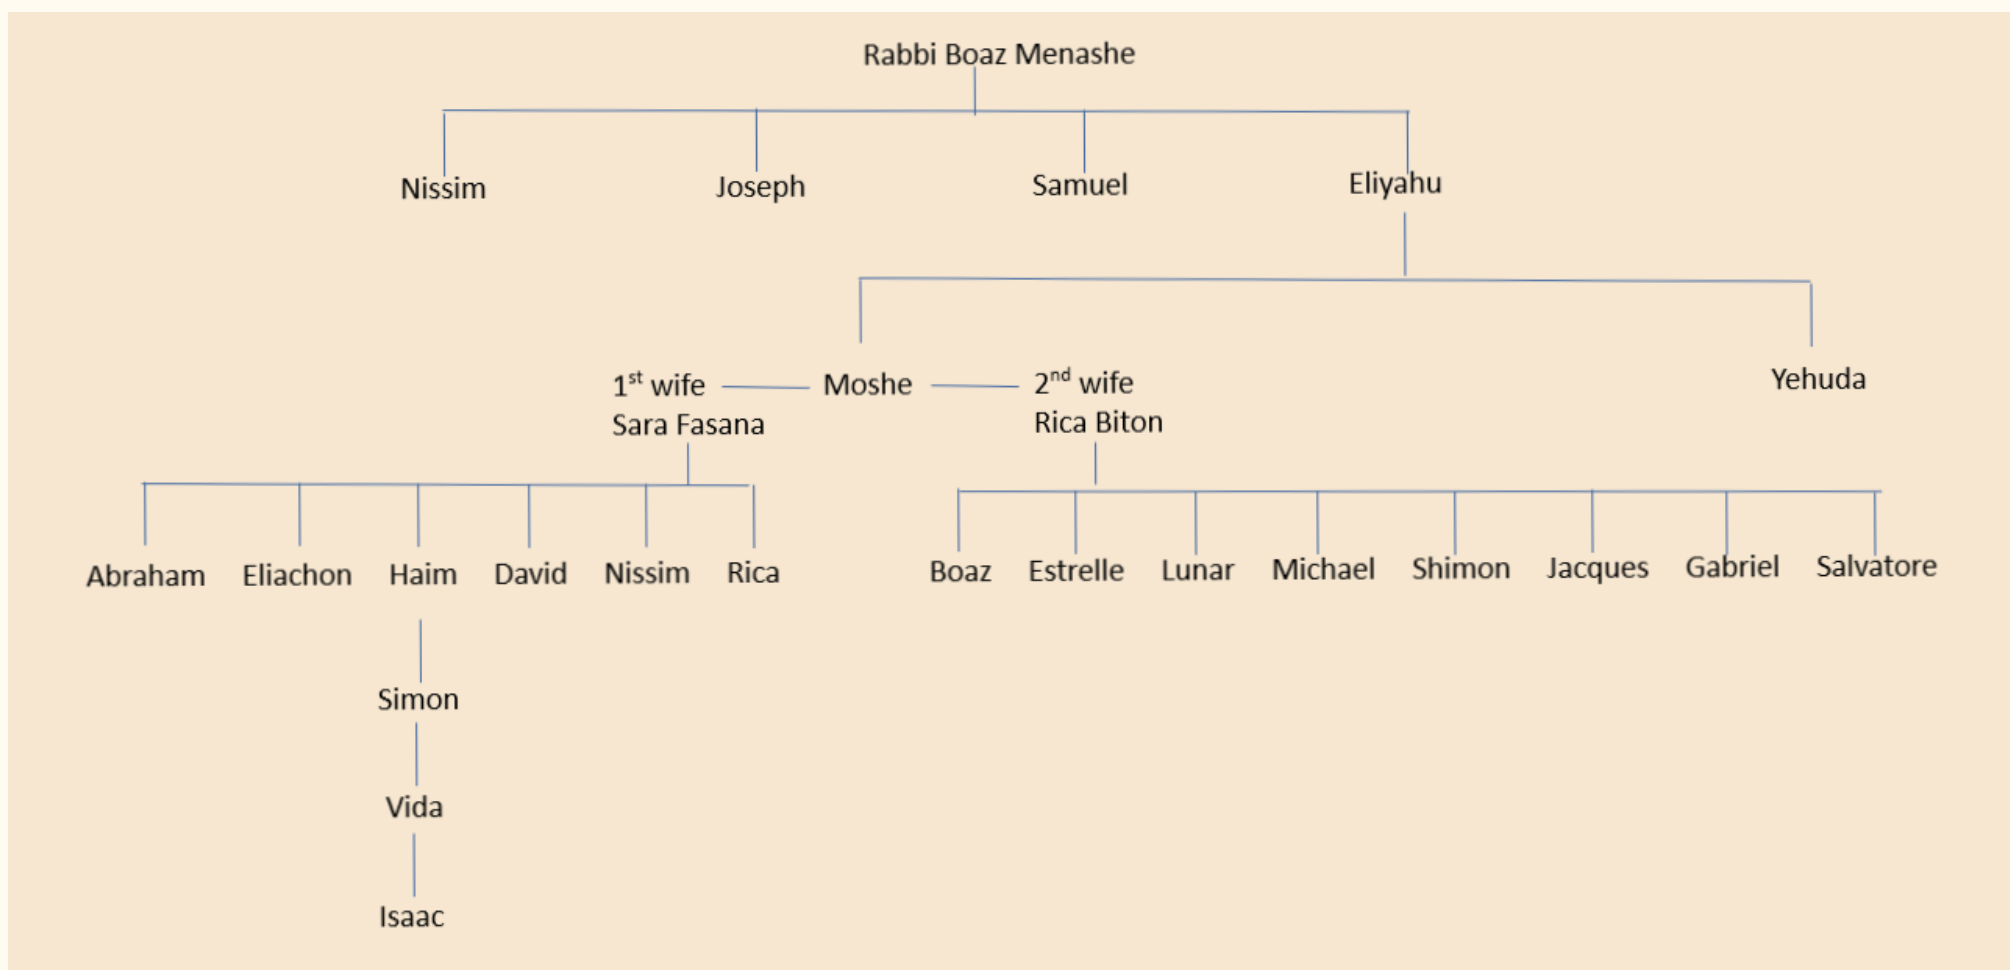 Rabbi Boaz Menashe
Nissim Joseph Samuel Eliyahu
1st wife Moshe 2nd wife Yehuda
Sara Fasana Rica Biton
Abraham Eliachon Haim David Nissim Rica Boaz Estrelle Lunar Michael Shimon Jacques Gabriel Salvatore
Simon
Vida
Isaac